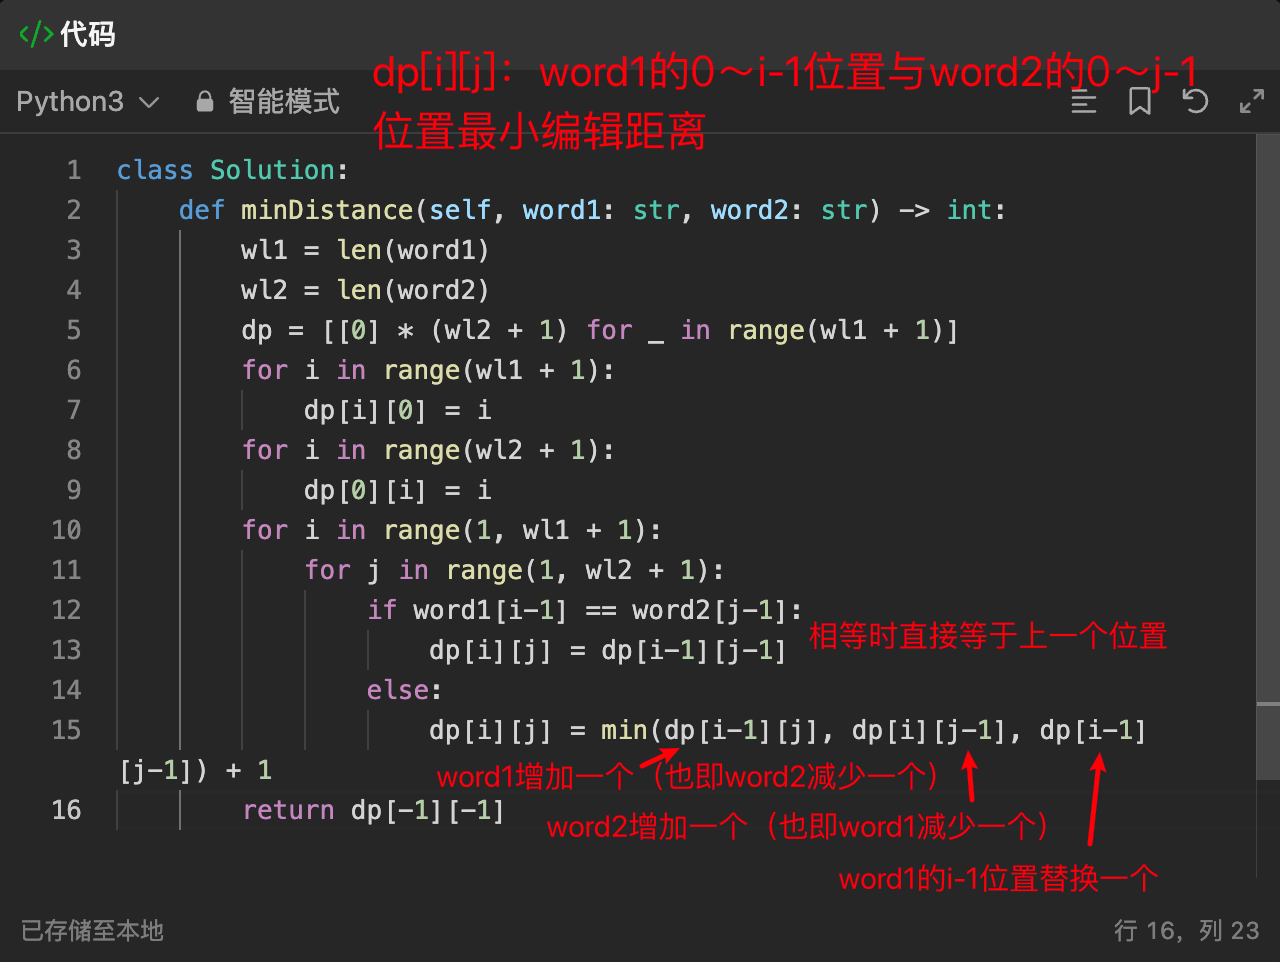 </> 代码
dp[i][j]：word1的0～i-1位置与word2的0～j-1
Python3 智能模式
位置最小编辑距离
1 class Solution:
2     def minDistance(self, word1: str, word2: str) -> int:
3         wl1 = len(word1)
4         wl2 = len(word2)
5         dp = [[0] * (wl2 + 1) for _ in range(wl1 + 1)]
6         for i in range(wl1 + 1):
7             dp[i][0] = i
8         for i in range(wl2 + 1):
9             dp[0][i] = i
10         for i in range(1, wl1 + 1):
11             for j in range(1, wl2 + 1):
12                 if word1[i-1] == word2[j-1]:
相等时直接等于上一个位置
13                     dp[i][j] = dp[i-1][j-1]
14                 else:
15                     dp[i][j] = min(dp[i-1][j], dp[i][j-1], dp[i-1]
[j-1]) + 1
word1增加一个（也即word2减少一个）
16         return dp[-1][-1]
word2增加一个（也即word1减少一个）
word1的i-1位置替换一个
已存储至本地
行 16，列 23